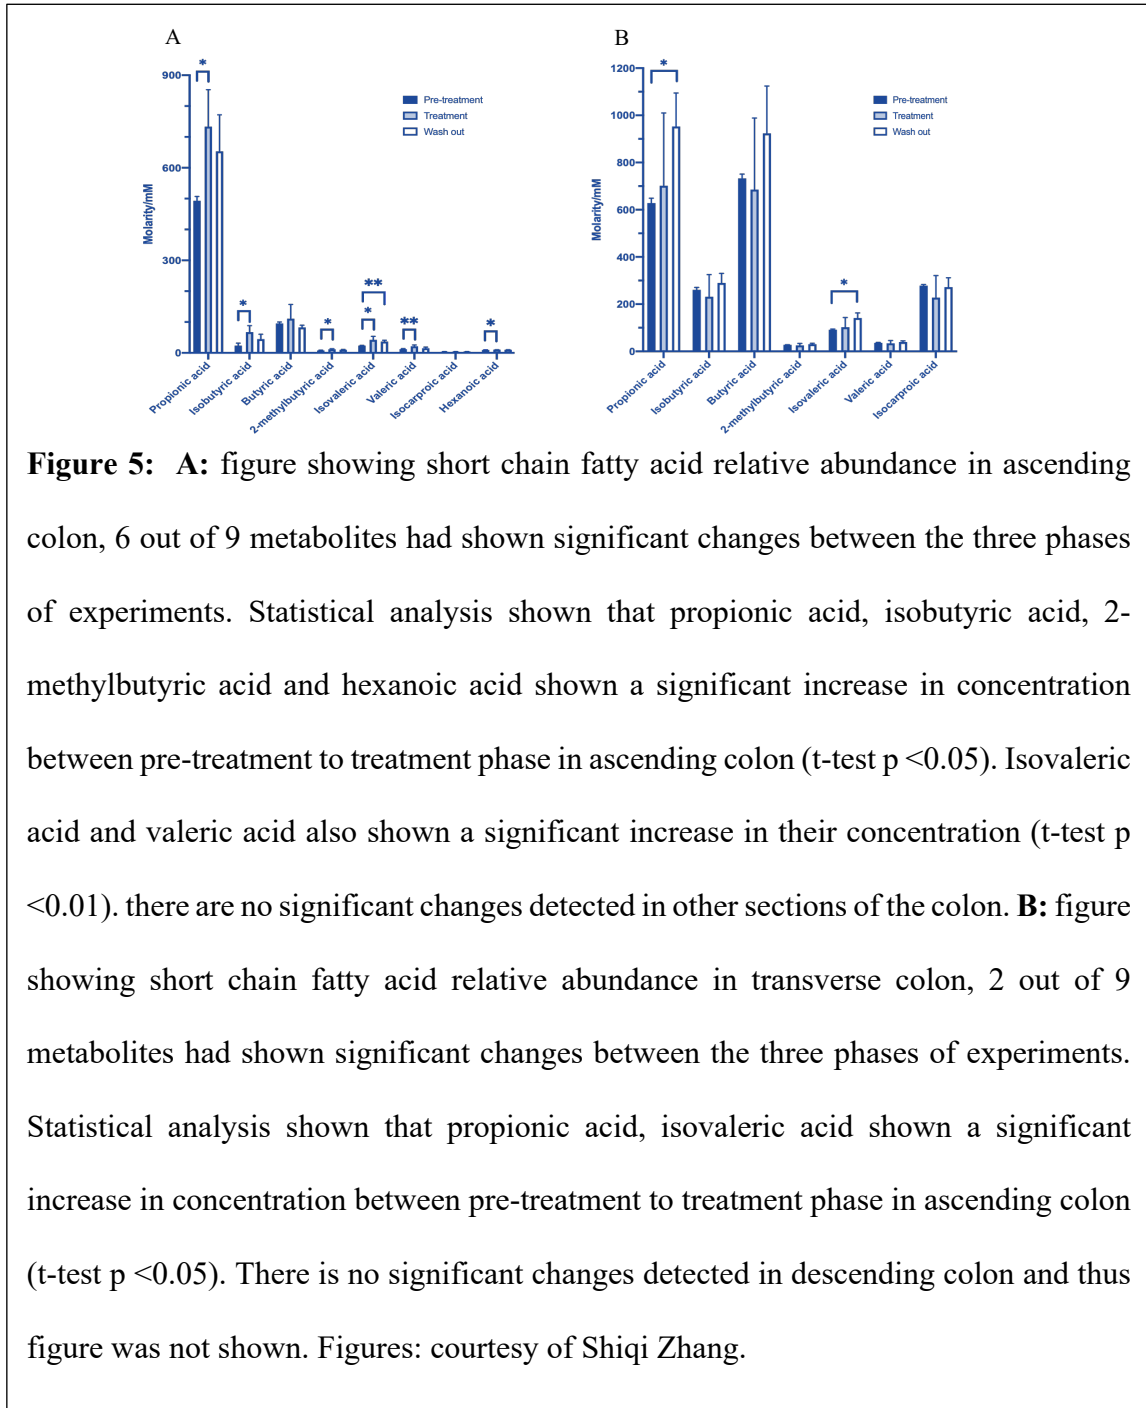 A
B
*
900
600
300
0
Molarity/mM
Pre-treatment
Treatment
Wash out
*
*
**
*
**
*
Propionic acid
Isobutyric acid
Butyric acid
2-methylbutyric acid
Isovaleric acid
Valeric acid
Isocarproic acid
Hexanoic acid
*
1200
1000
800
600
400
200
0
Molarity/mM
Pre-treatment
Treatment
Wash out
*
Propionic acid
Isobutyric acid
Butyric acid
2-methylbutyric acid
Isovaleric acid
Valeric acid
Isocarproic acid
Figure 5: A: figure showing short chain fatty acid relative abundance in ascending
colon, 6 out of 9 metabolites had shown significant changes between the three phases
of experiments. Statistical analysis shown that propionic acid, isobutyric acid, 2-
methylbutyric acid and hexanoic acid shown a significant increase in concentration
between pre-treatment to treatment phase in ascending colon (t-test p <0.05). Isovaleric
acid and valeric acid also shown a significant increase in their concentration (t-test p
<0.01). there are no significant changes detected in other sections of the colon. B: figure
showing short chain fatty acid relative abundance in transverse colon, 2 out of 9
metabolites had shown significant changes between the three phases of experiments.
Statistical analysis shown that propionic acid, isovaleric acid shown a significant
increase in concentration between pre-treatment to treatment phase in ascending colon
(t-test p <0.05). There is no significant changes detected in descending colon and thus
figure was not shown. Figures: courtesy of Shiqi Zhang.